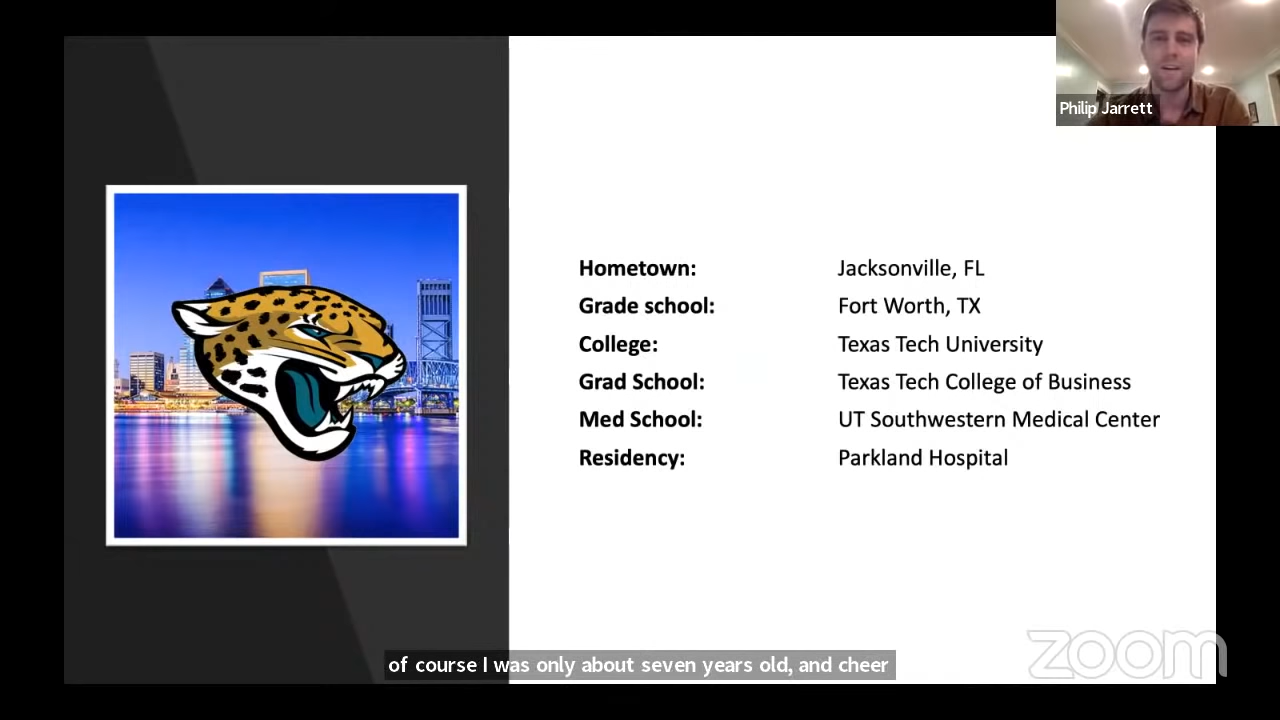 Philip Jarrett
Hometown: Jacksonville, FL
Grade school: Fort Worth, TX
College: Texas Tech University
Grad School: Texas Tech College of Business
Med School: UT Southwestern Medical Center
Residency: Parkland Hospital
zoom
of course I was only about seven years old, and cheer